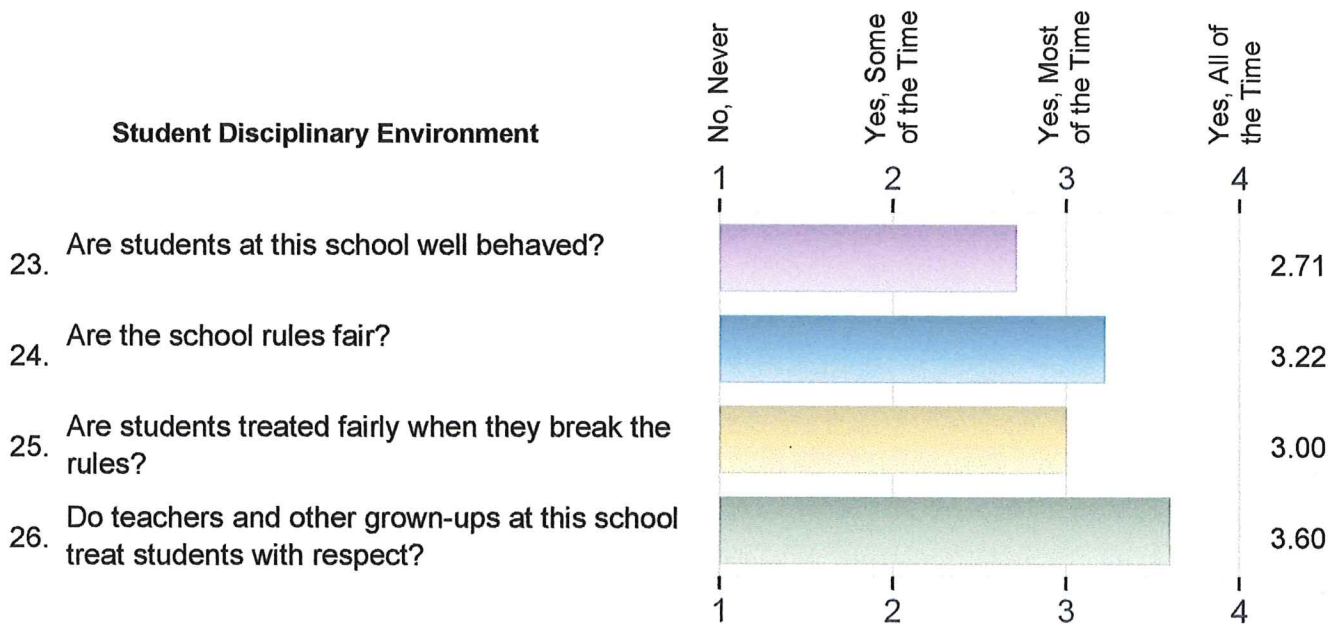 No, Never
Yes, Some
of the Time
Yes, Most
of the Time
Yes, All of
the Time
Student Disciplinary Environment
1 2 3 4
23. Are students at this school well behaved? 2.71
24. Are the school rules fair? 3.22
25. Are students treated fairly when they break the
rules? 3.00
26. Do teachers and other grown-ups at this school
treat students with respect? 3.60
1 2 3 4